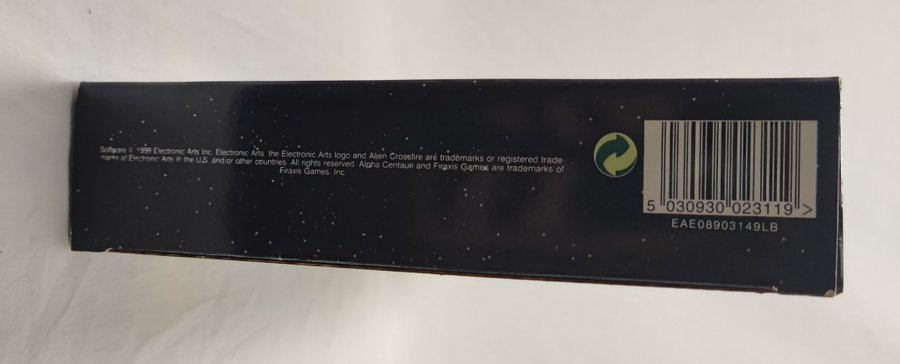 Software © 1999 Electronic Arts Inc. Electronic Arts, the Electronic Arts logo and Alien Crossfire are trademarks or registered trade-
marks of Electronic Arts in the U.S. and/or other countries. All rights reserved. Alpha Centauri and Firaxis Games are trademarks of
Firaxis Games Inc.
5 030930 023119 >
EAE08903149LB